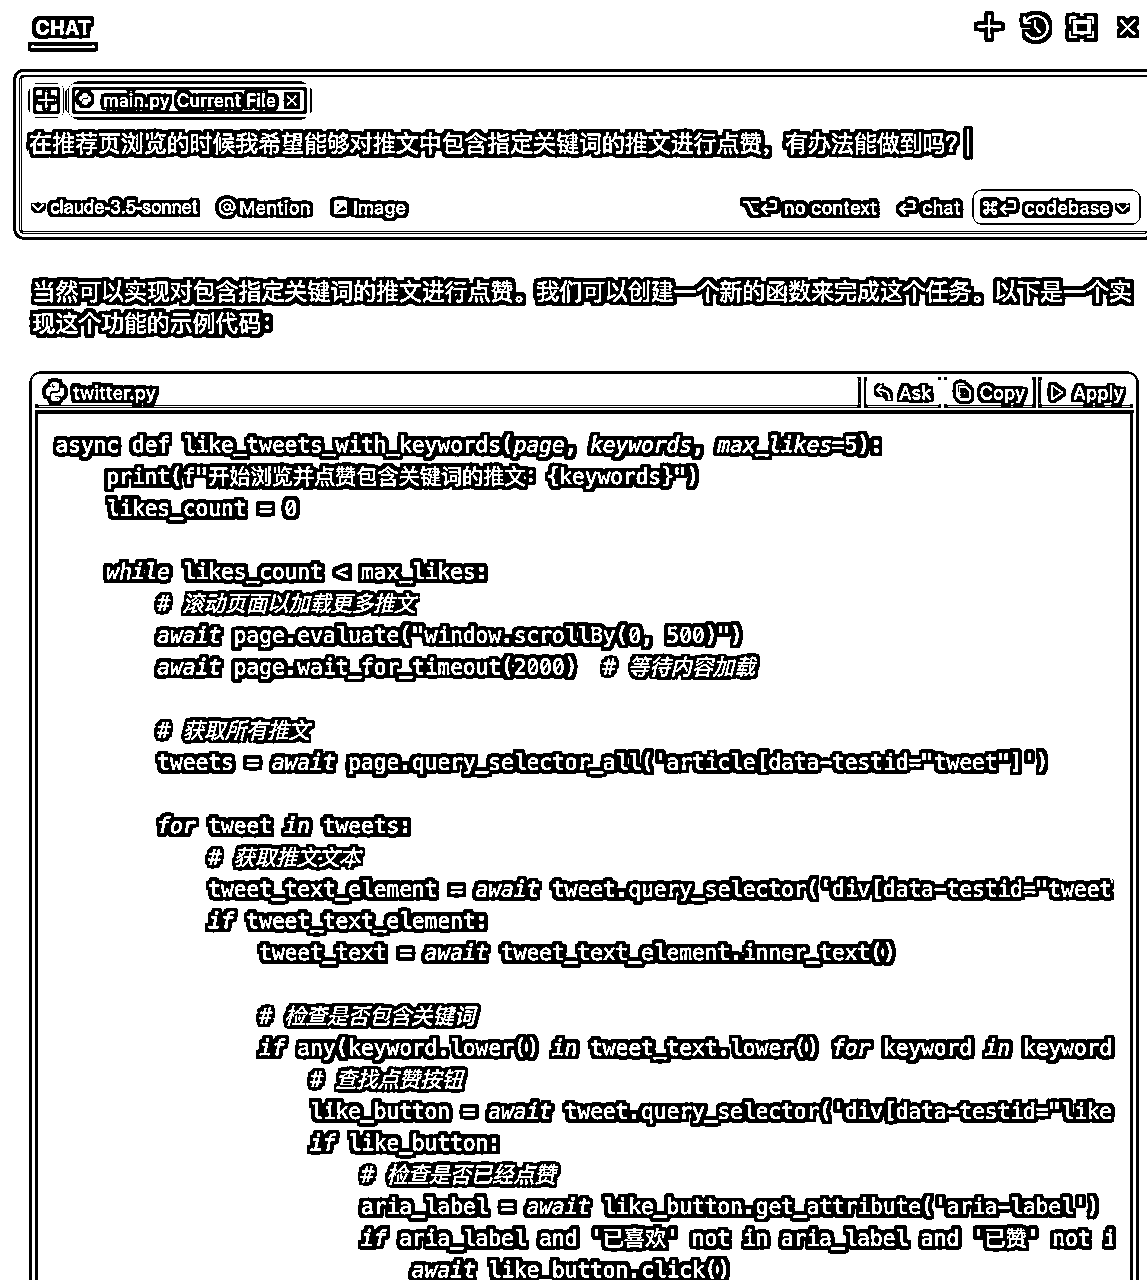 CHAT
main.py Current File
在推荐页浏览的时候我希望能够对推文中包含指定关键词的推文进行点赞，有办法能做到吗？
claude-3.5-sonnet @Mention Image no context chat codebase
当然可以实现对包含指定关键词的推文进行点赞。我们可以创建一个新的函数来完成这个任务。以下是一个实
现这个功能的示例代码：
twitter.py Ask Copy Apply
async def like_tweets_with_keywords(page, keywords, max_likes=5):
    print(f"开始浏览并点赞包含关键词的推文：{keywords}")
    likes_count = 0
    while likes_count < max_likes:
        # 滚动页面以加载更多推文
        await page.evaluate("window.scrollBy(0, 500)")
        await page.wait_for_timeout(2000)  # 等待内容加载
        # 获取所有推文
        tweets = await page.query_selector_all('article[data-testid="tweet"]')
        for tweet in tweets:
            # 获取推文文本
            tweet_text_element = await tweet.query_selector('div[data-testid="tweet
            if tweet_text_element:
                tweet_text = await tweet_text_element.inner_text()
                # 检查是否包含关键词
                if any(keyword.lower() in tweet_text.lower() for keyword in keyword
                    # 查找点赞按钮
                    like_button = await tweet.query_selector('div[data-testid="like
                    if like_button:
                        # 检查是否已经点赞
                        aria_label = await like_button.get_attribute('aria-label')
                        if aria_label and '已喜欢' not in aria_label and '已赞' not i
                            await like_button.click()